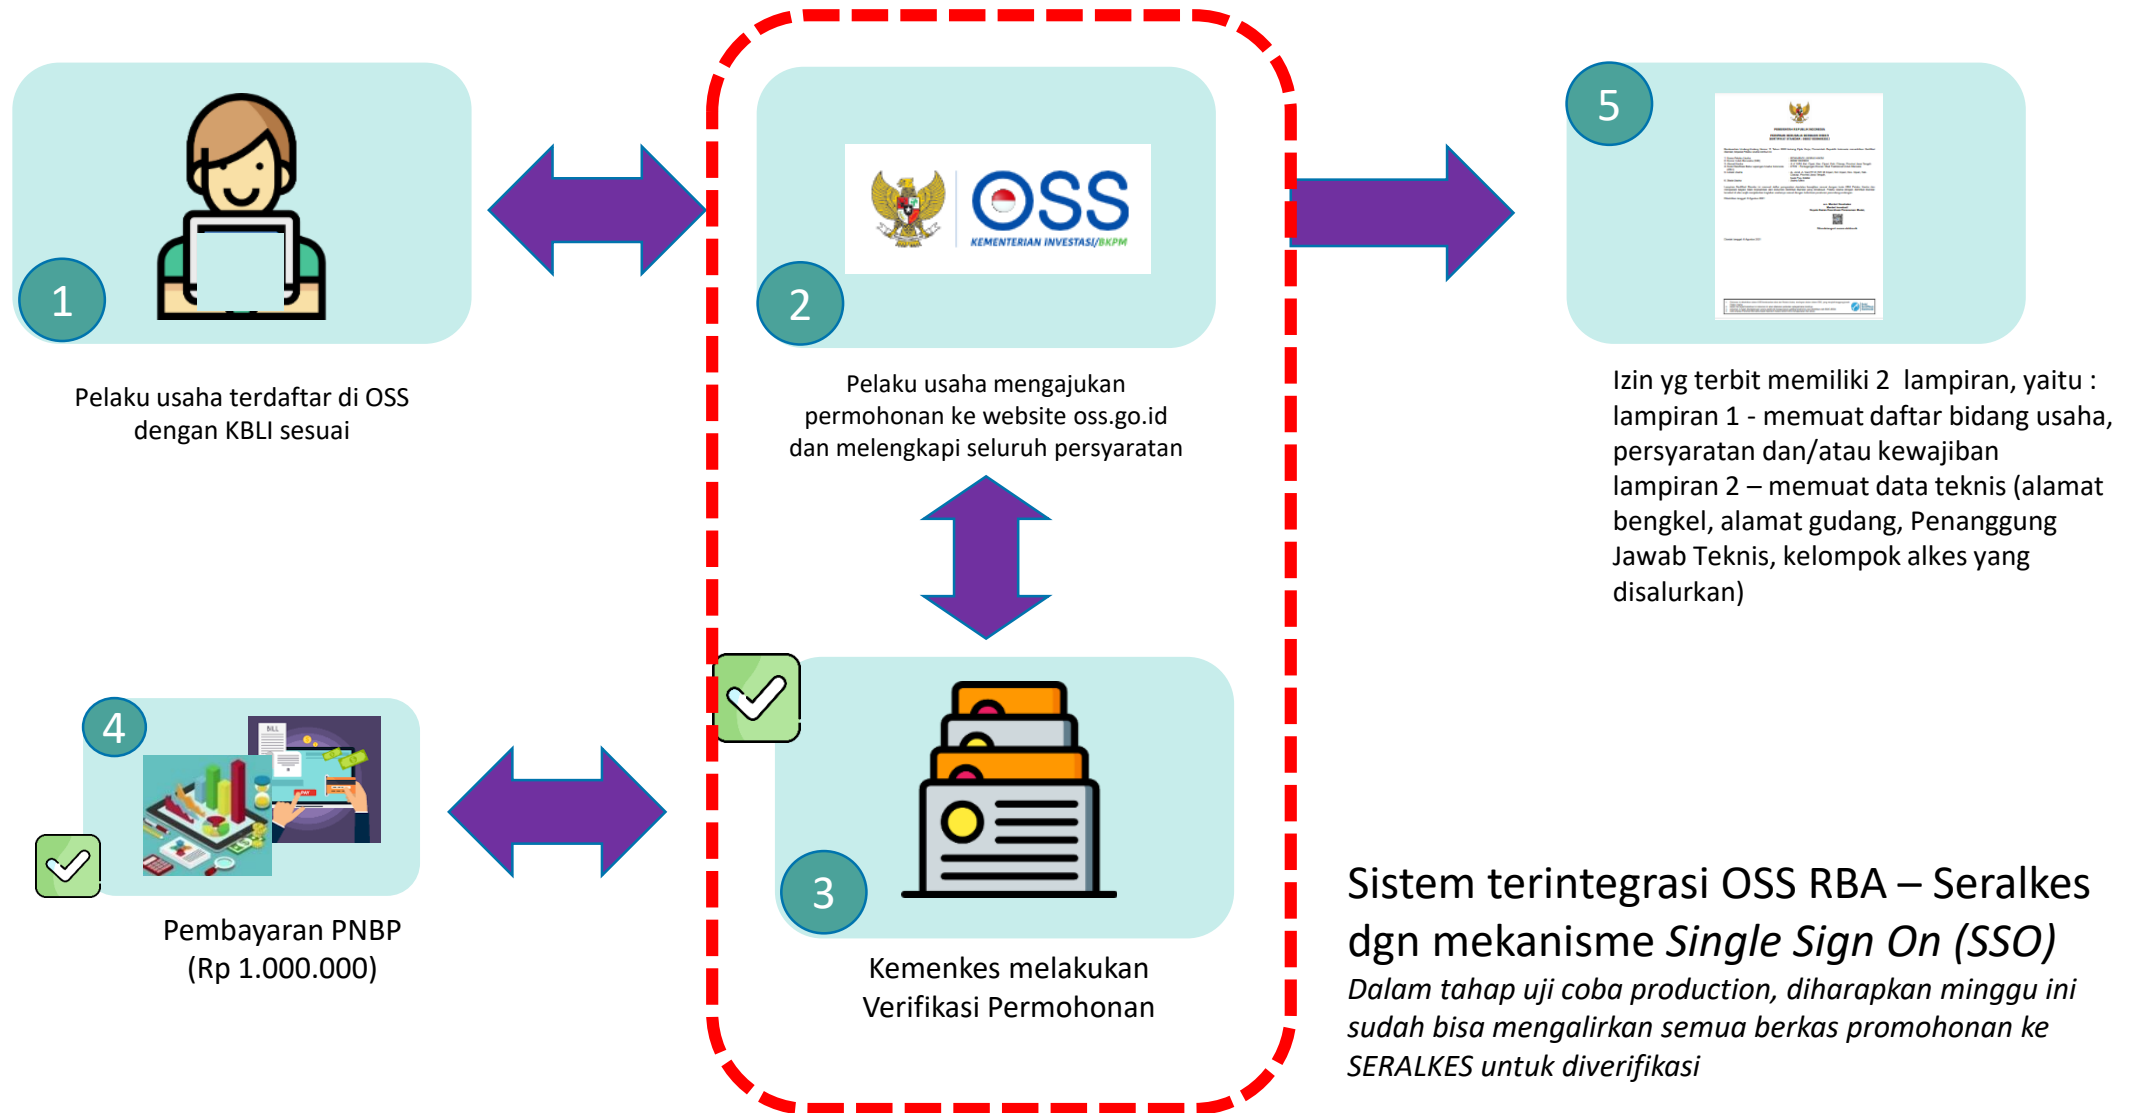 1
Pelaku usaha terdaftar di OSS
dengan KBLI sesuai
OSS
KEMENTERIAN INVESTASI/BKPM
2
Pelaku usaha mengajukan
permohonan ke website oss.go.id
dan melengkapi seluruh persyaratan
3
Kemenkes melakukan
Verifikasi Permohonan
4
BILL
PAY
Pembayaran PNBP
(Rp 1.000.000)
5
Izin yg terbit memiliki 2 lampiran, yaitu :
lampiran 1 - memuat daftar bidang usaha,
persyaratan dan/atau kewajiban
lampiran 2 – memuat data teknis (alamat
bengkel, alamat gudang, Penanggung
Jawab Teknis, kelompok alkes yang
disalurkan)
Sistem terintegrasi OSS RBA – Seralkes
dgn mekanisme Single Sign On (SSO)
Dalam tahap uji coba production, diharapkan minggu ini
sudah bisa mengalirkan semua berkas promohonan ke
SERALKES untuk diverifikasi